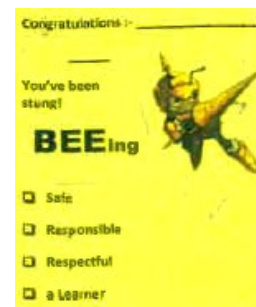 Congratulations :-
You've been
stung!
BEEing
Safe
Responsible
Respectful
a Learner